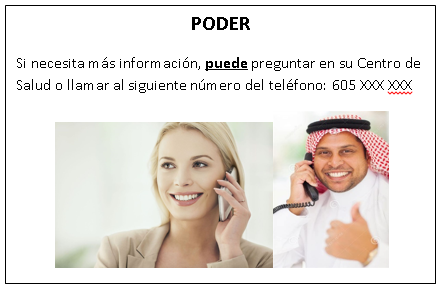 PODER
Si necesita más información, puede preguntar en su Centro de
Salud o llamar al siguiente número del teléfono: 605 XXX XXX